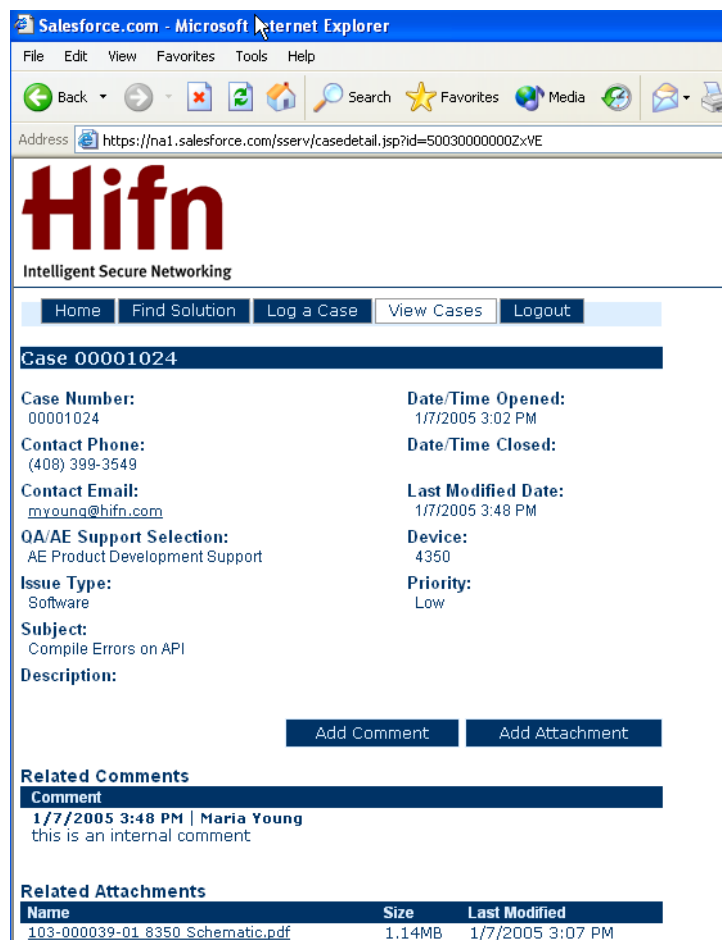 Salesforce.com - Microsoft Internet Explorer
File Edit View Favorites Tools Help
Back Search Favorites Media
Address https://na1.salesforce.com/sserv/casedetail.jsp?id=50030000000ZxVE
Hifn
Intelligent Secure Networking
Home Find Solution Log a Case View Cases Logout
Case 00001024
Case Number: Date/Time Opened:
00001024 1/7/2005 3:02 PM
Contact Phone: Date/Time Closed:
(408) 399-3549
Contact Email: Last Modified Date:
myoung@hifn.com 1/7/2005 3:48 PM
QA/AE Support Selection: Device:
AE Product Development Support 4350
Issue Type: Priority:
Software Low
Subject:
Compile Errors on API
Description:
Add Comment Add Attachment
Related Comments
Comment
1/7/2005 3:48 PM | Maria Young
this is an internal comment
Related Attachments
Name Size Last Modified
103-000039-01 8350 Schematic.pdf 1.14MB 1/7/2005 3:07 PM